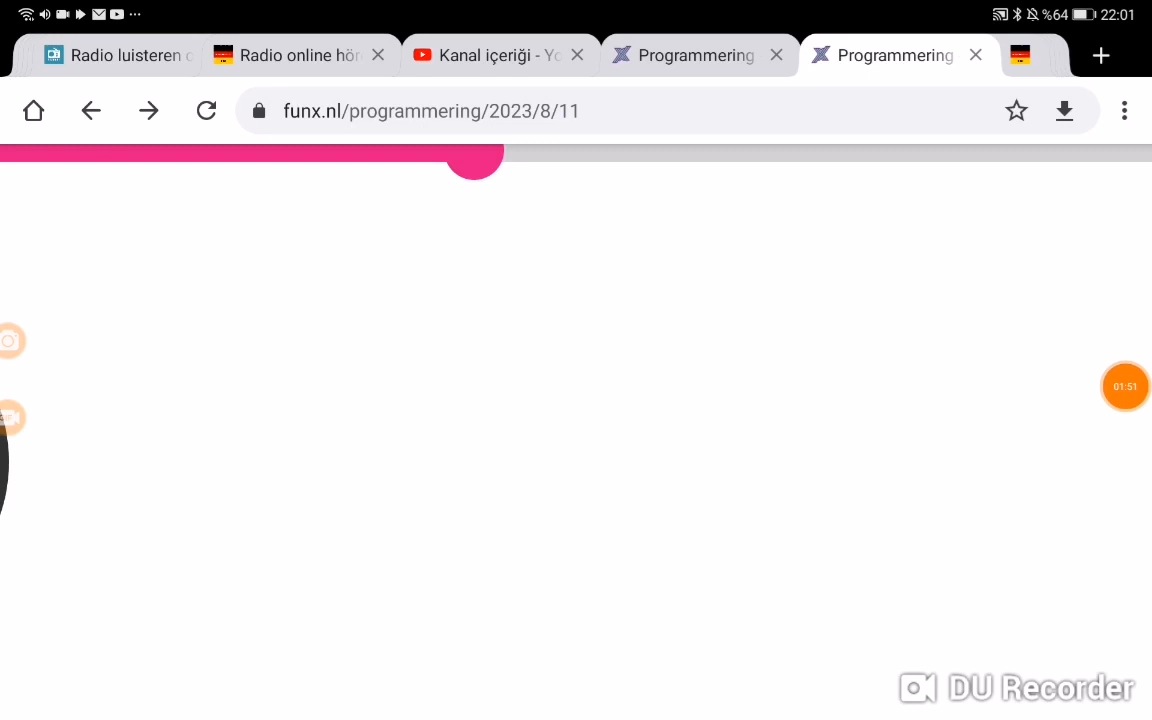 %64 22:01
Radio luisteren o
Radio online hör
Kanal içeriği - Yo
Programmering
Programmering
funx.nl/programmering/2023/8/11
01:51
DU Recorder